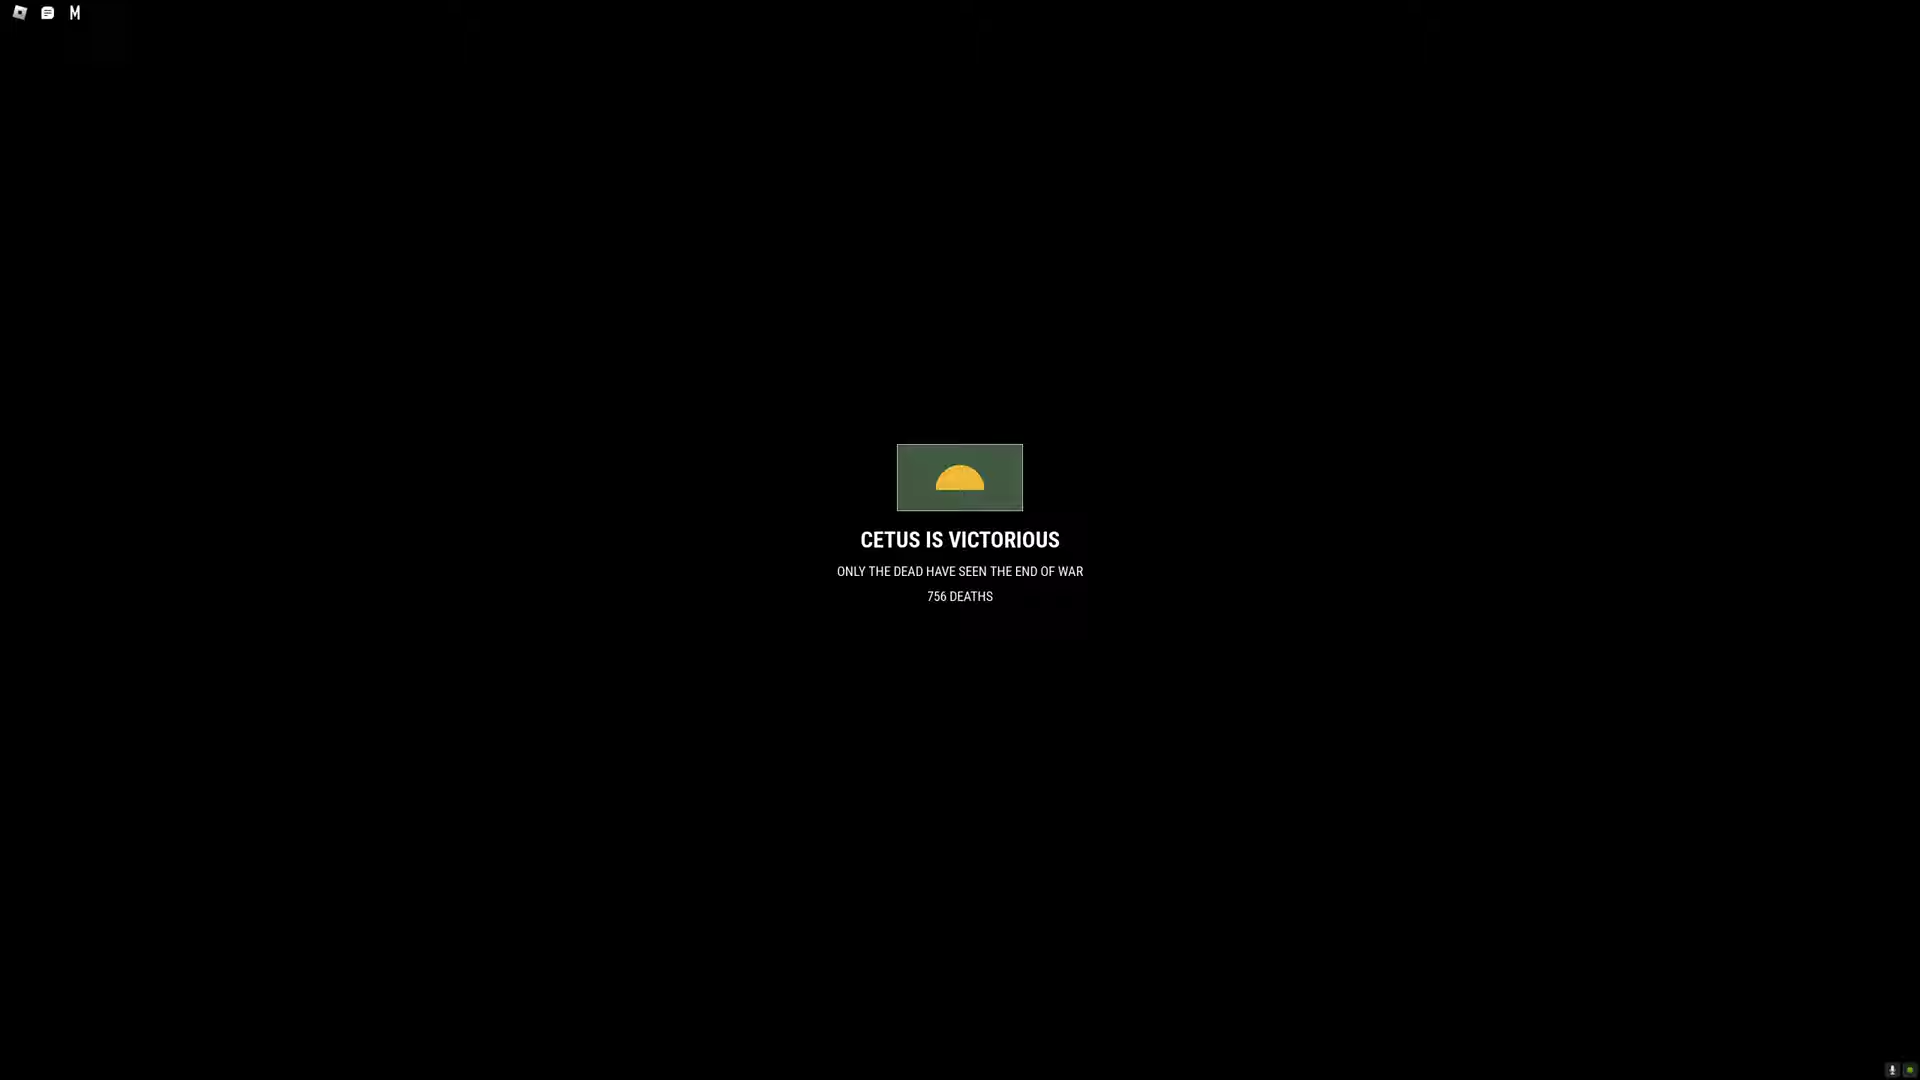 M
CETUS IS VICTORIOUS
ONLY THE DEAD HAVE SEEN THE END OF WAR
756 DEATHS